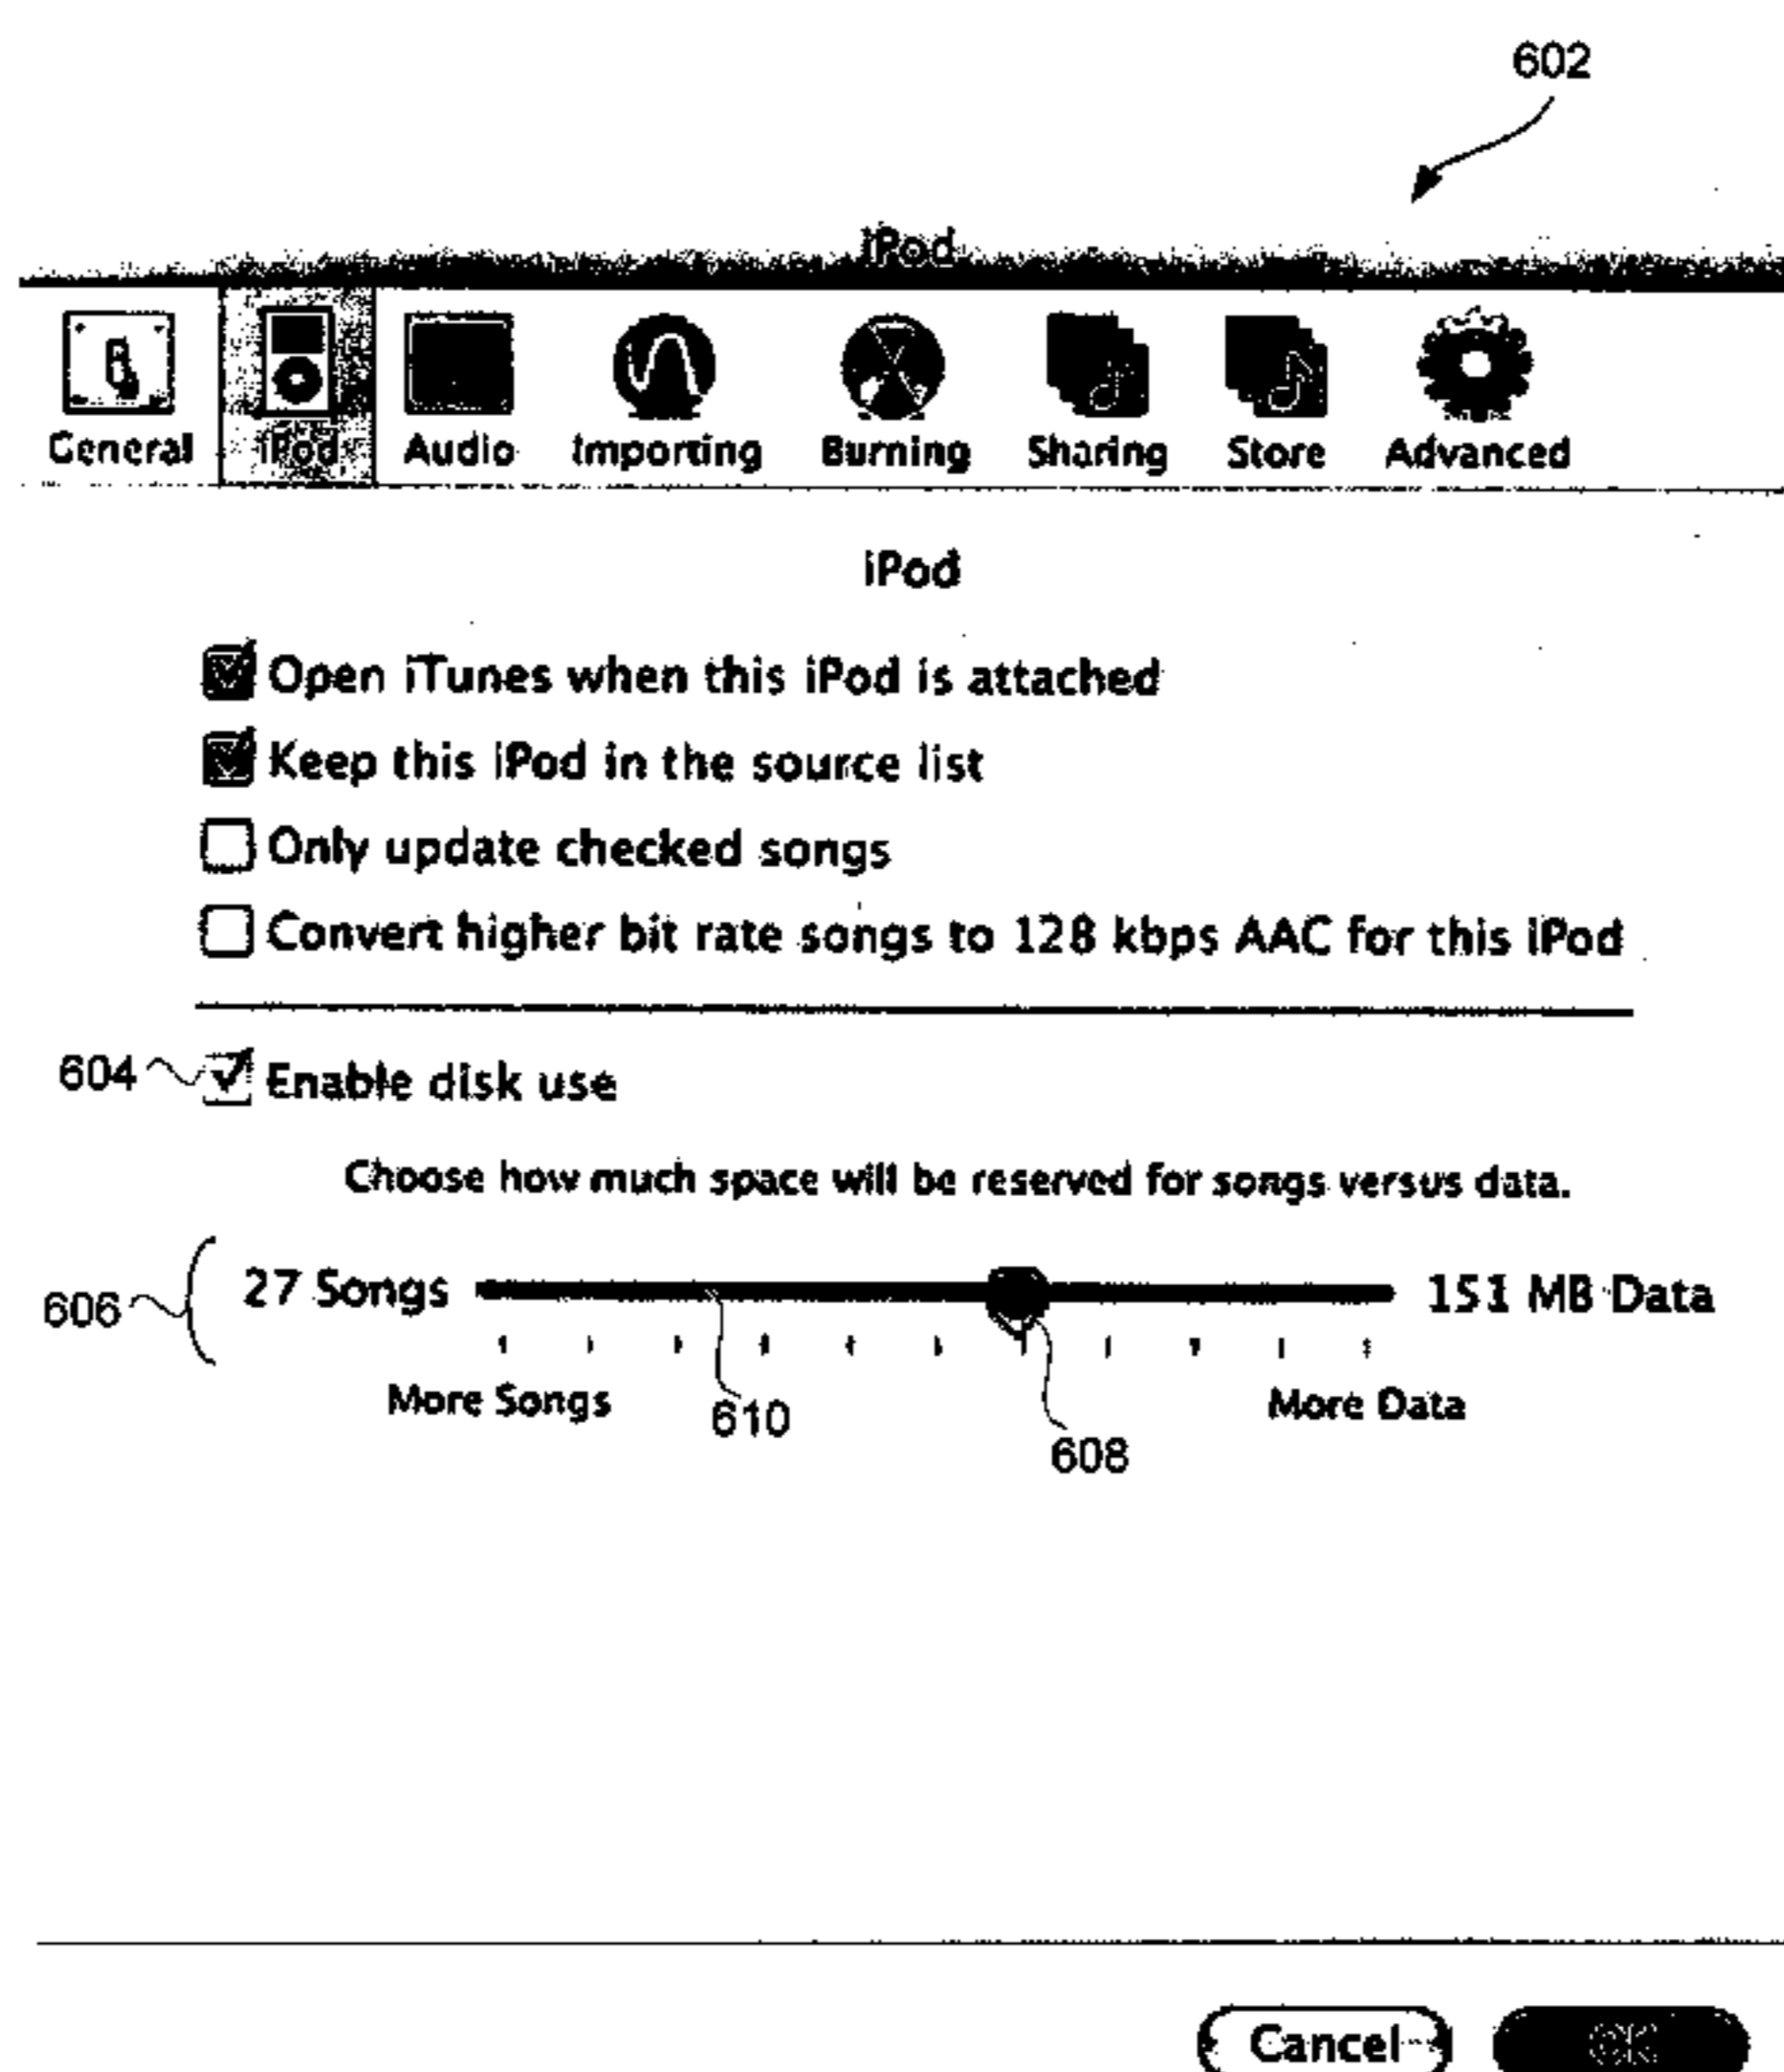 602
iPod
General iPod Audio Importing Burning Sharing Store Advanced
iPod
Open iTunes when this iPod is attached
Keep this iPod in the source list
Only update checked songs
Convert higher bit rate songs to 128 kbps AAC for this iPod
604 Enable disk use
Choose how much space will be reserved for songs versus data.
606 27 Songs 151 MB Data
More Songs 610 608 More Data
Cancel OK